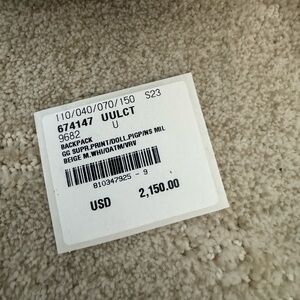 110/040/070/150 S23
674147 UULCT
9682 U
BACKPACK
GG SUPR.PRINT/DOLL.PIGP/NS MIL
BEIGE M.WHI/OATM/VRV
810347925 - 9
USD 2,150.00